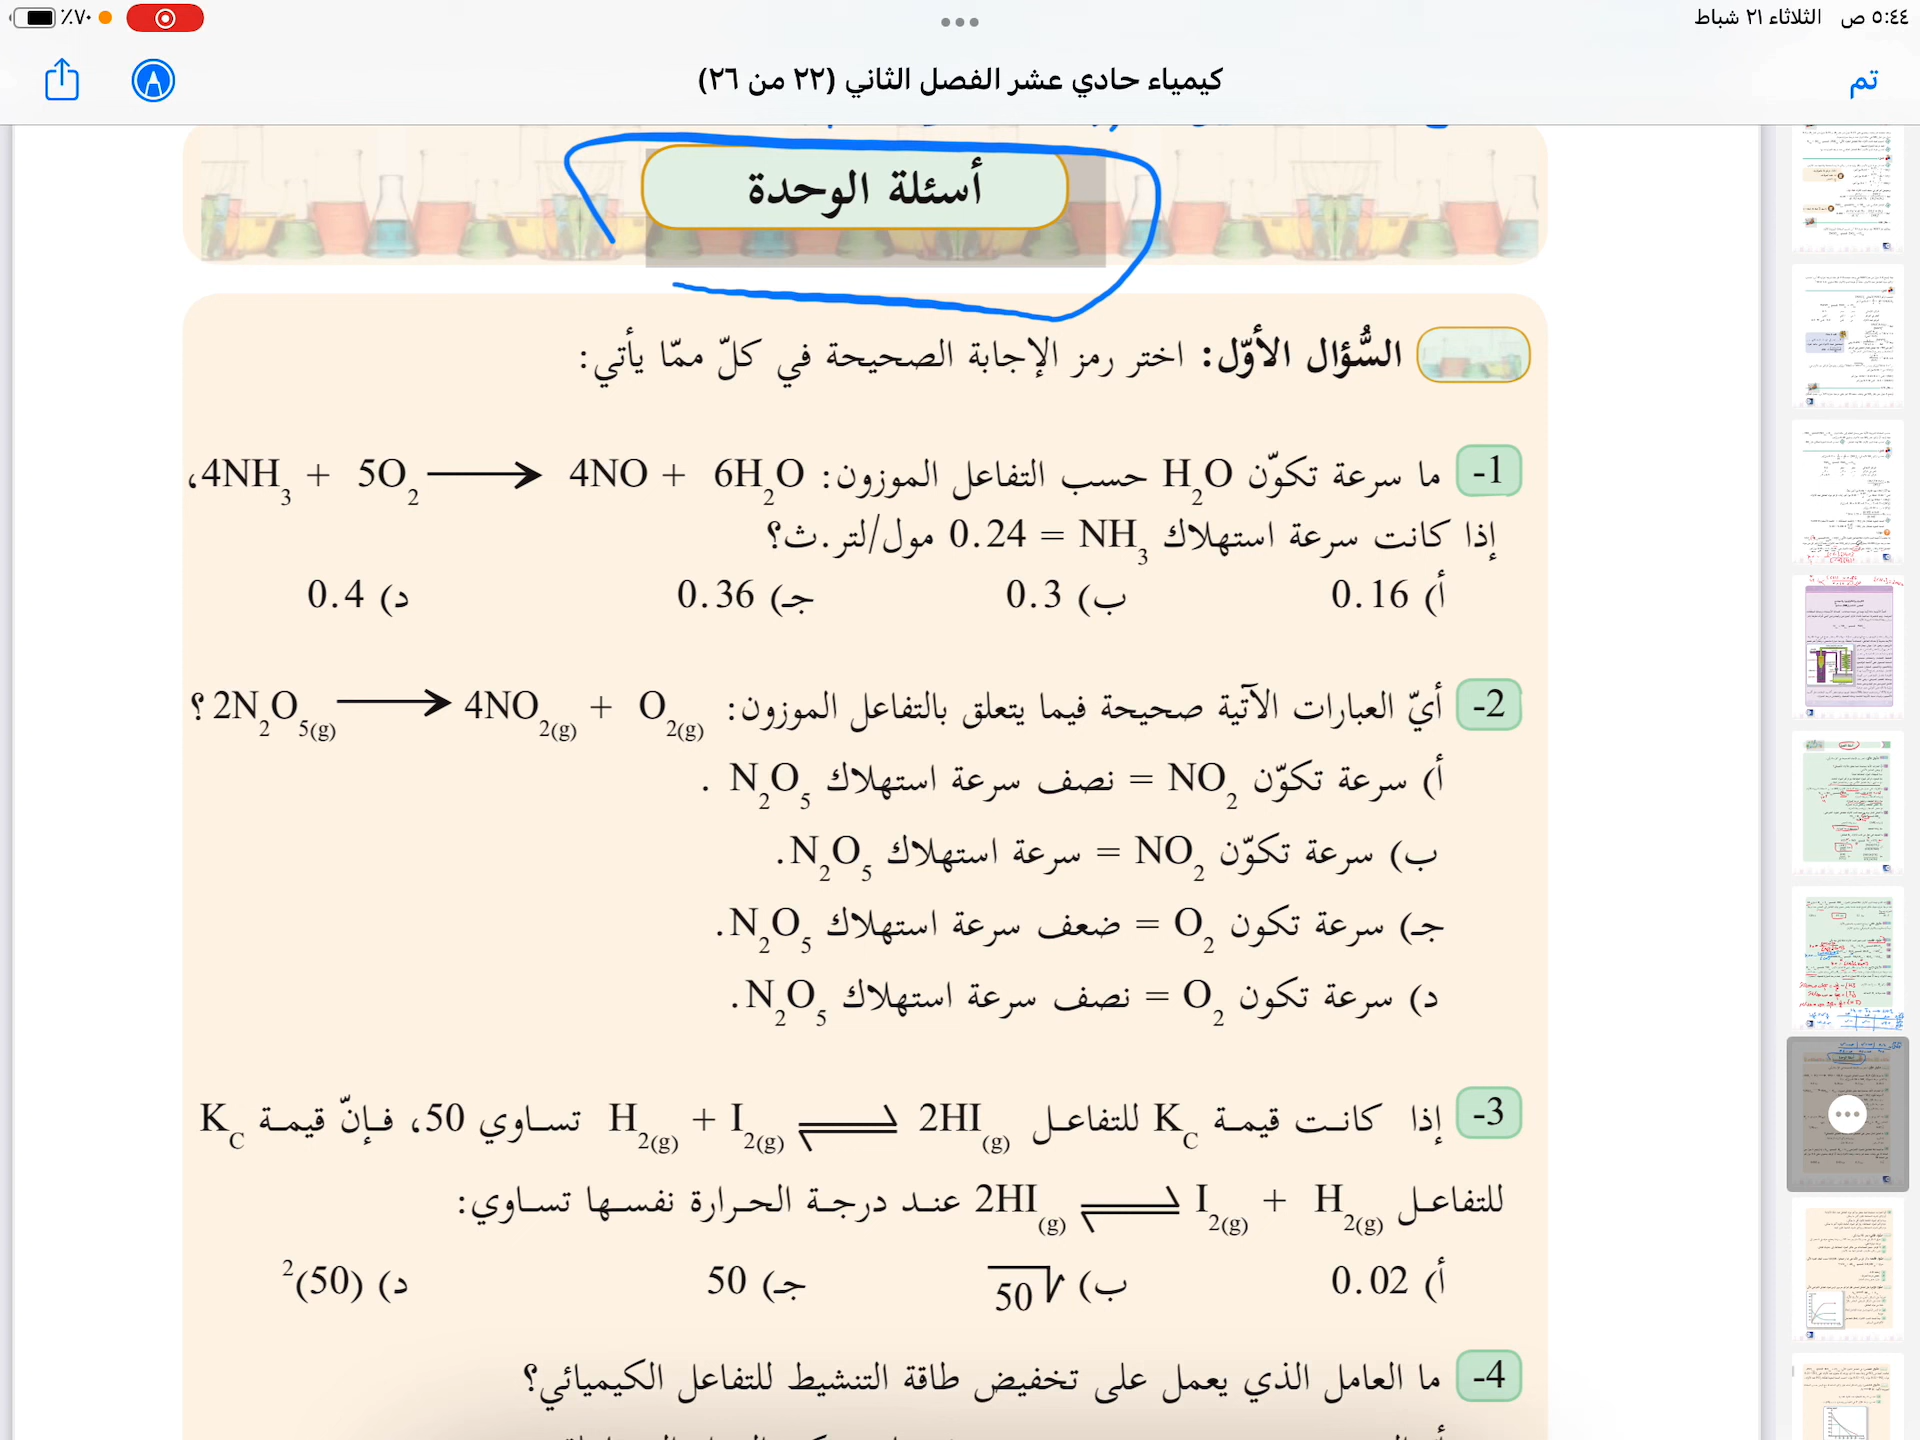 ٥:٤٤ ص الثلاثاء ٢١ شباط
٪٧٠
تم
كيمياء حادي عشر الفصل الثاني (٢٢ من ٢٦)
أسئلة الوحدة
السُّؤال الأوّل: اختر رمز الإجابة الصحيحة في كلّ ممّا يأتي:
1- ما سرعة تكوّن H2O حسب التفاعل الموزون: 4NH3 + 5O2 ⟶ 4NO + 6H2O،
إذا كانت سرعة استهلاك NH3 = 0.24 مول/لتر.ث؟
أ) 0.16 ب) 0.3 جـ) 0.36 د) 0.4
2- أيّ العبارات الآتية صحيحة فيما يتعلق بالتفاعل الموزون: 2N2O5(g) ⟶ 4NO2(g) + O2(g) ؟
أ) سرعة تكوّن NO2 = نصف سرعة استهلاك N2O5 .
ب) سرعة تكوّن NO2 = سرعة استهلاك N2O5.
جـ) سرعة تكون O2 = ضعف سرعة استهلاك N2O5.
د) سرعة تكون O2 = نصف سرعة استهلاك N2O5.
3- إذا كانت قيمة KC للتفاعل H2(g) + I2(g) ⇌ 2HI(g) تساوي 50، فإنّ قيمة KC
للتفاعل 2HI(g) ⇌ I2(g) + H2(g) عند درجة الحرارة نفسها تساوي:
أ) 0.02 ب) √50 جـ) 50 د) (50)2
4- ما العامل الذي يعمل على تخفيض طاقة التنشيط للتفاعل الكيميائي؟